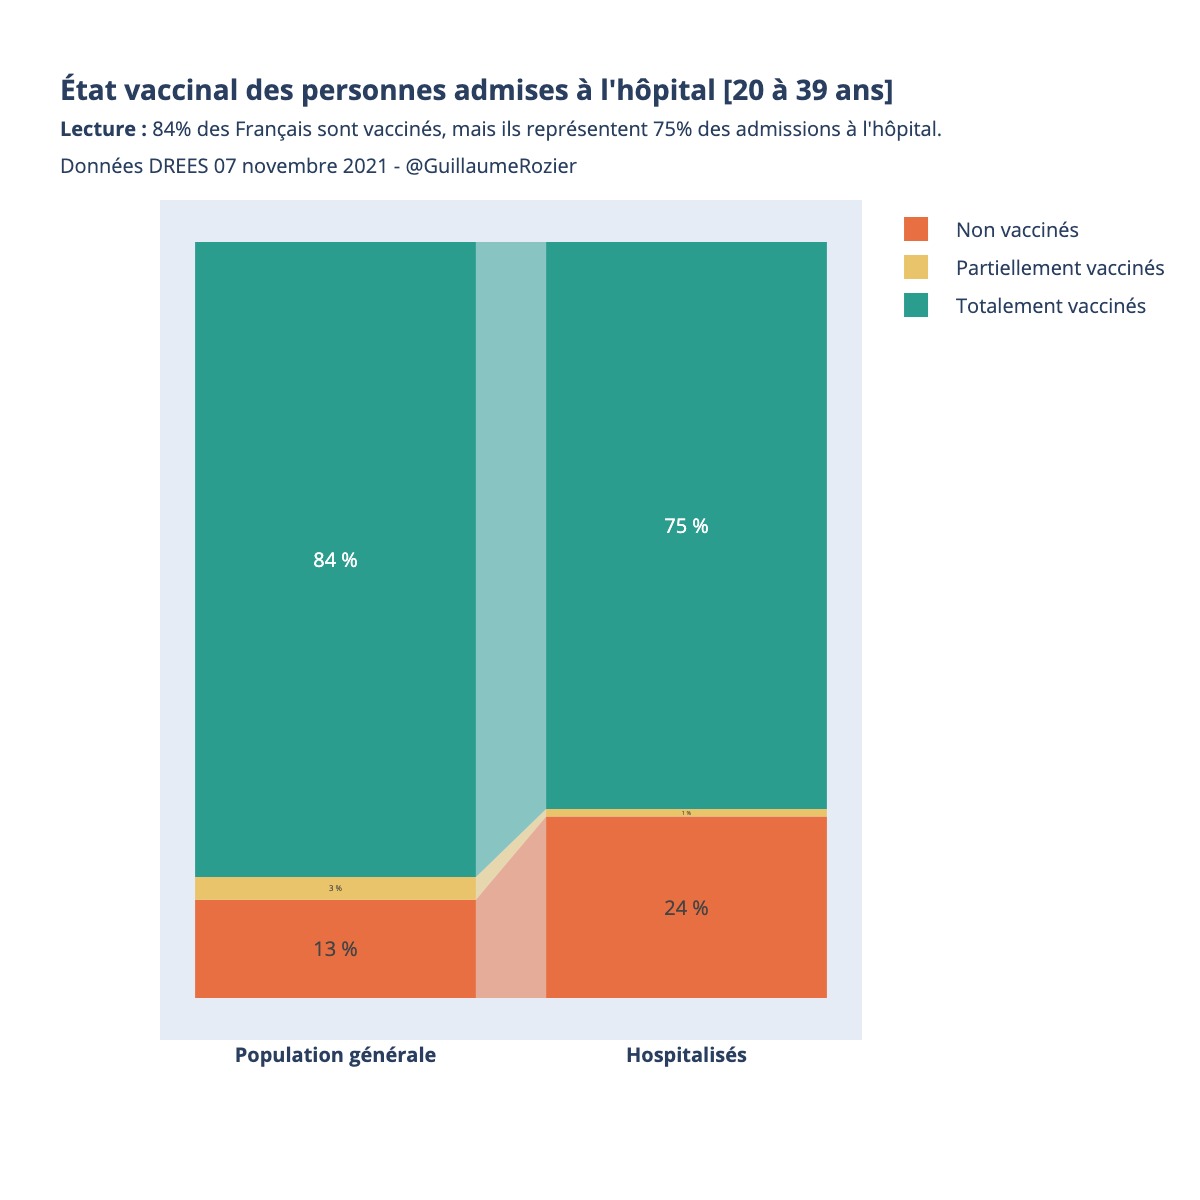 État vaccinal des personnes admises à l'hôpital [20 à 39 ans]
Lecture : 84% des Français sont vaccinés, mais ils représentent 75% des admissions à l'hôpital.
Données DREES 07 novembre 2021 - @GuillaumeRozier
Non vaccinés
Partiellement vaccinés
Totalement vaccinés
84 %
75 %
3 %
1 %
13 %
24 %
Population générale
Hospitalisés